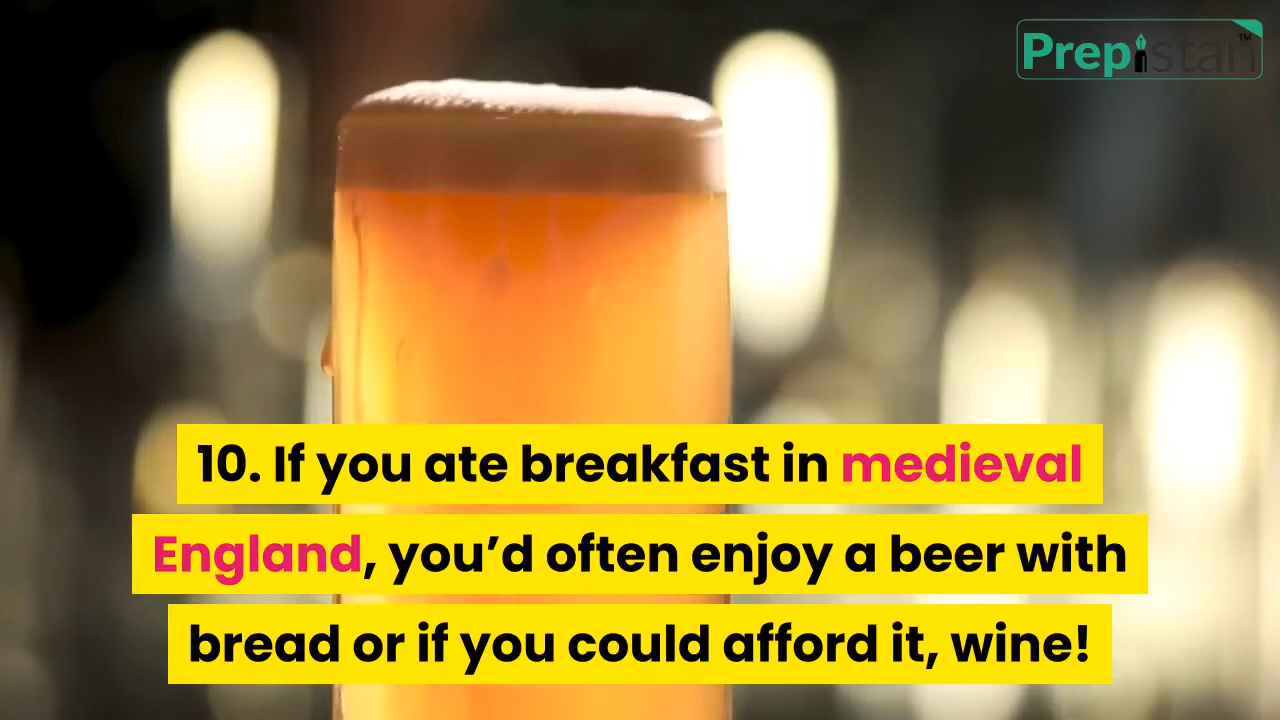 Prepistan™
10. If you ate breakfast in medieval
England, you’d often enjoy a beer with
bread or if you could afford it, wine!